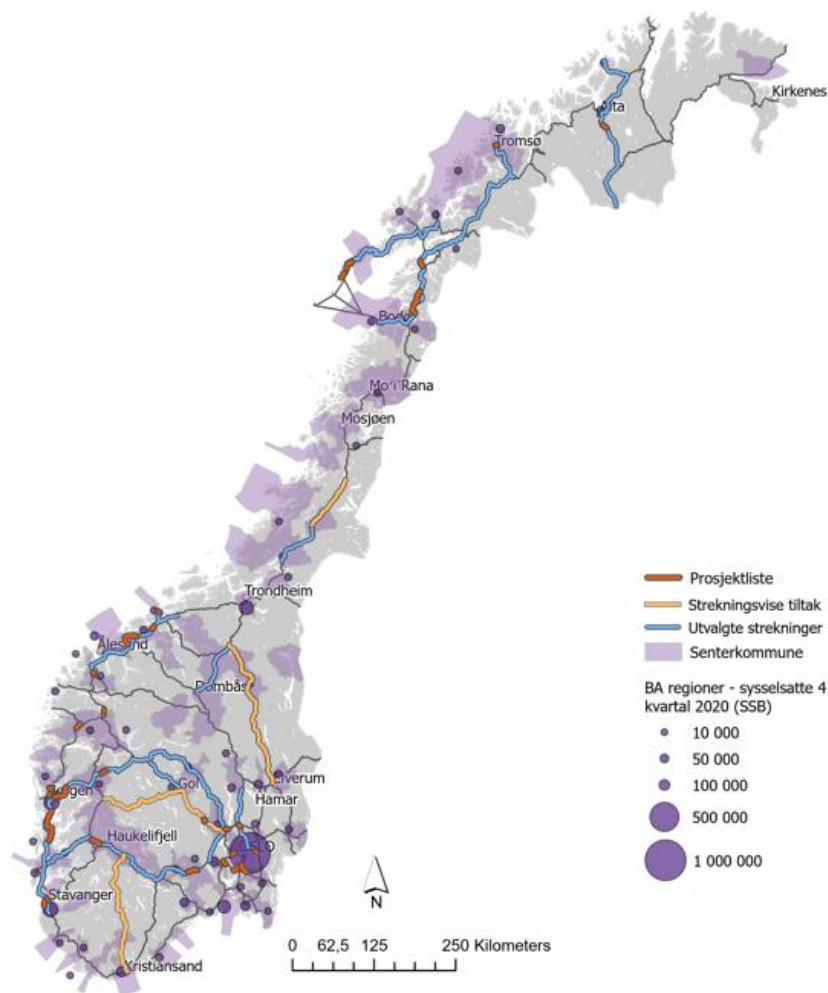 Kirkenes
Alta
Tromsø
Bodø
Mo i Rana
Mosjøen
Trondheim
Ålesund
Dombås
Elverum
Gol
Hamar
Bergen
Haukelifjell
OSLO
Stavanger
Kristiansand
Prosjektliste
Strekningsvise tiltak
Utvalgte strekninger
Senterkommune
BA regioner - sysselsatte 4
kvartal 2020 (SSB)
10 000
50 000
100 000
500 000
1 000 000
N
0 62,5 125 250 Kilometers